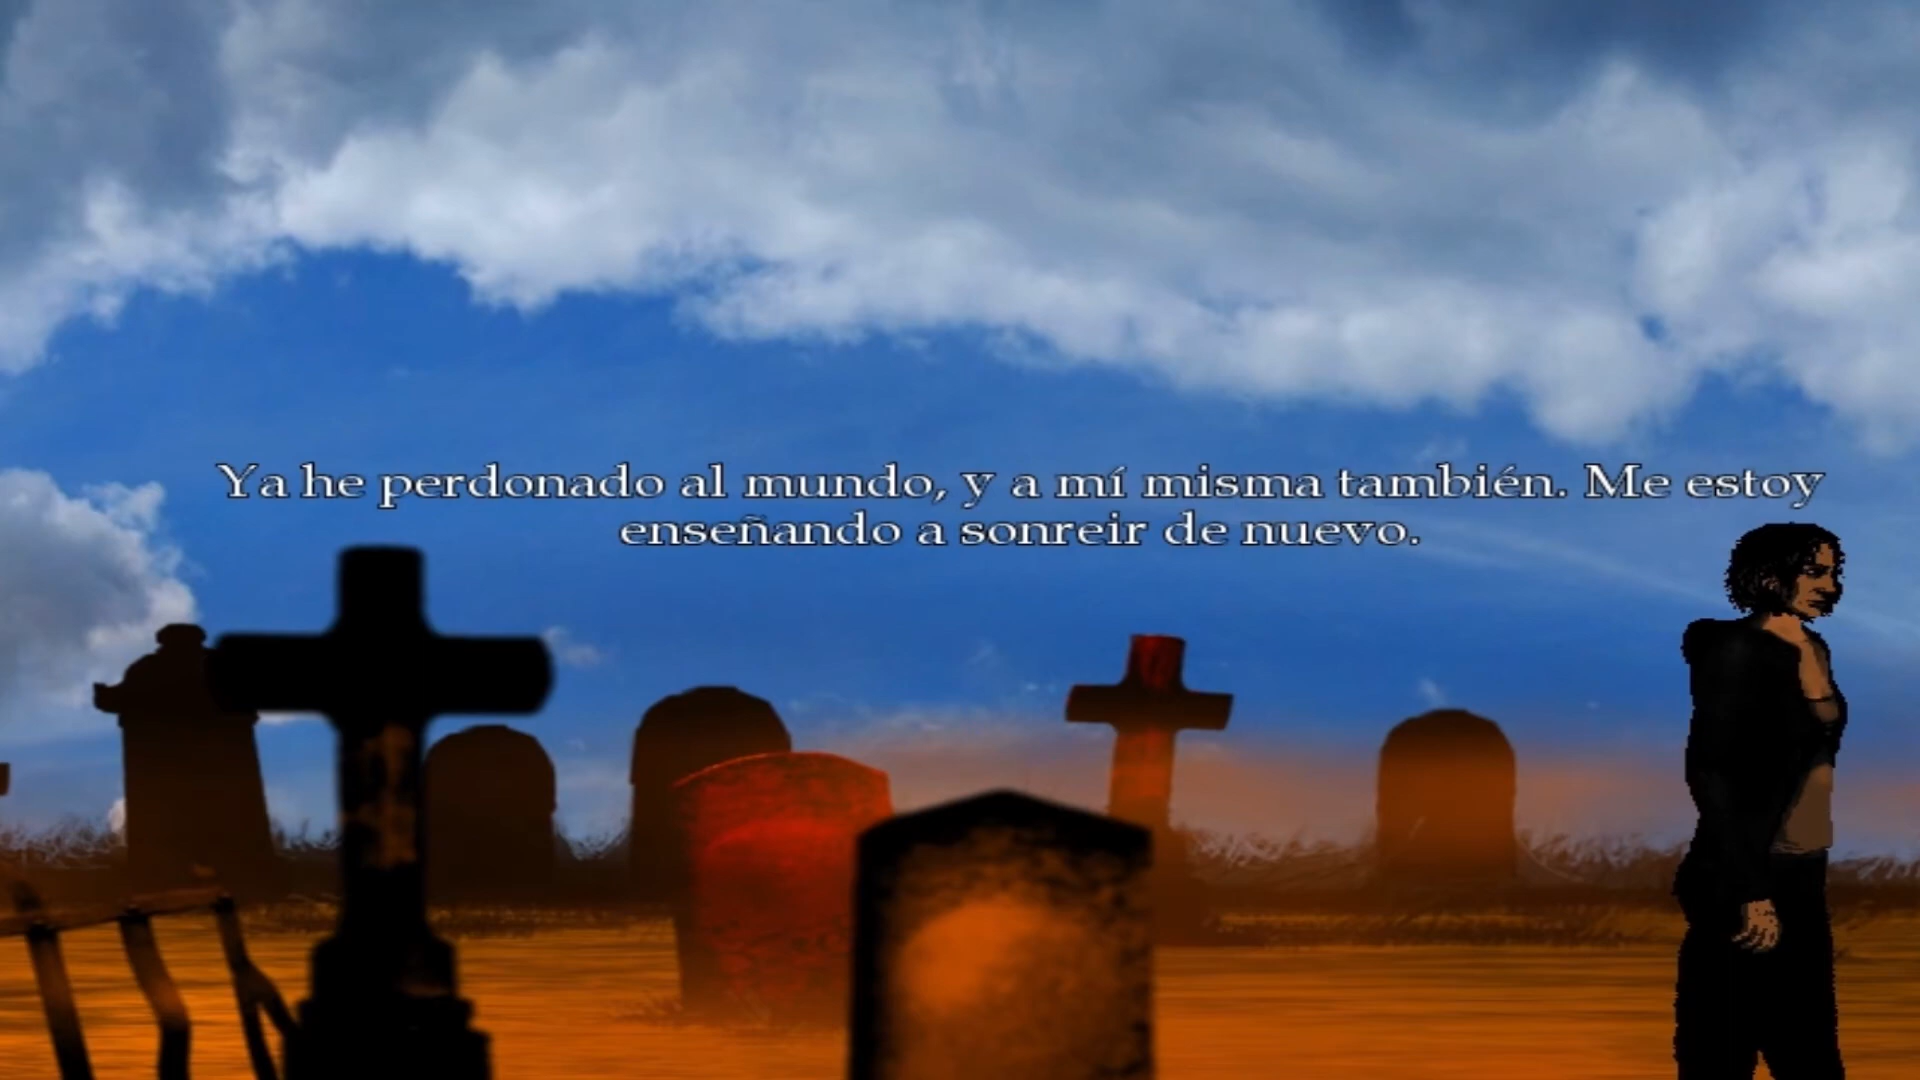 Ya he perdonado al mundo, y a mí misma también. Me estoy
enseñando a sonreir de nuevo.